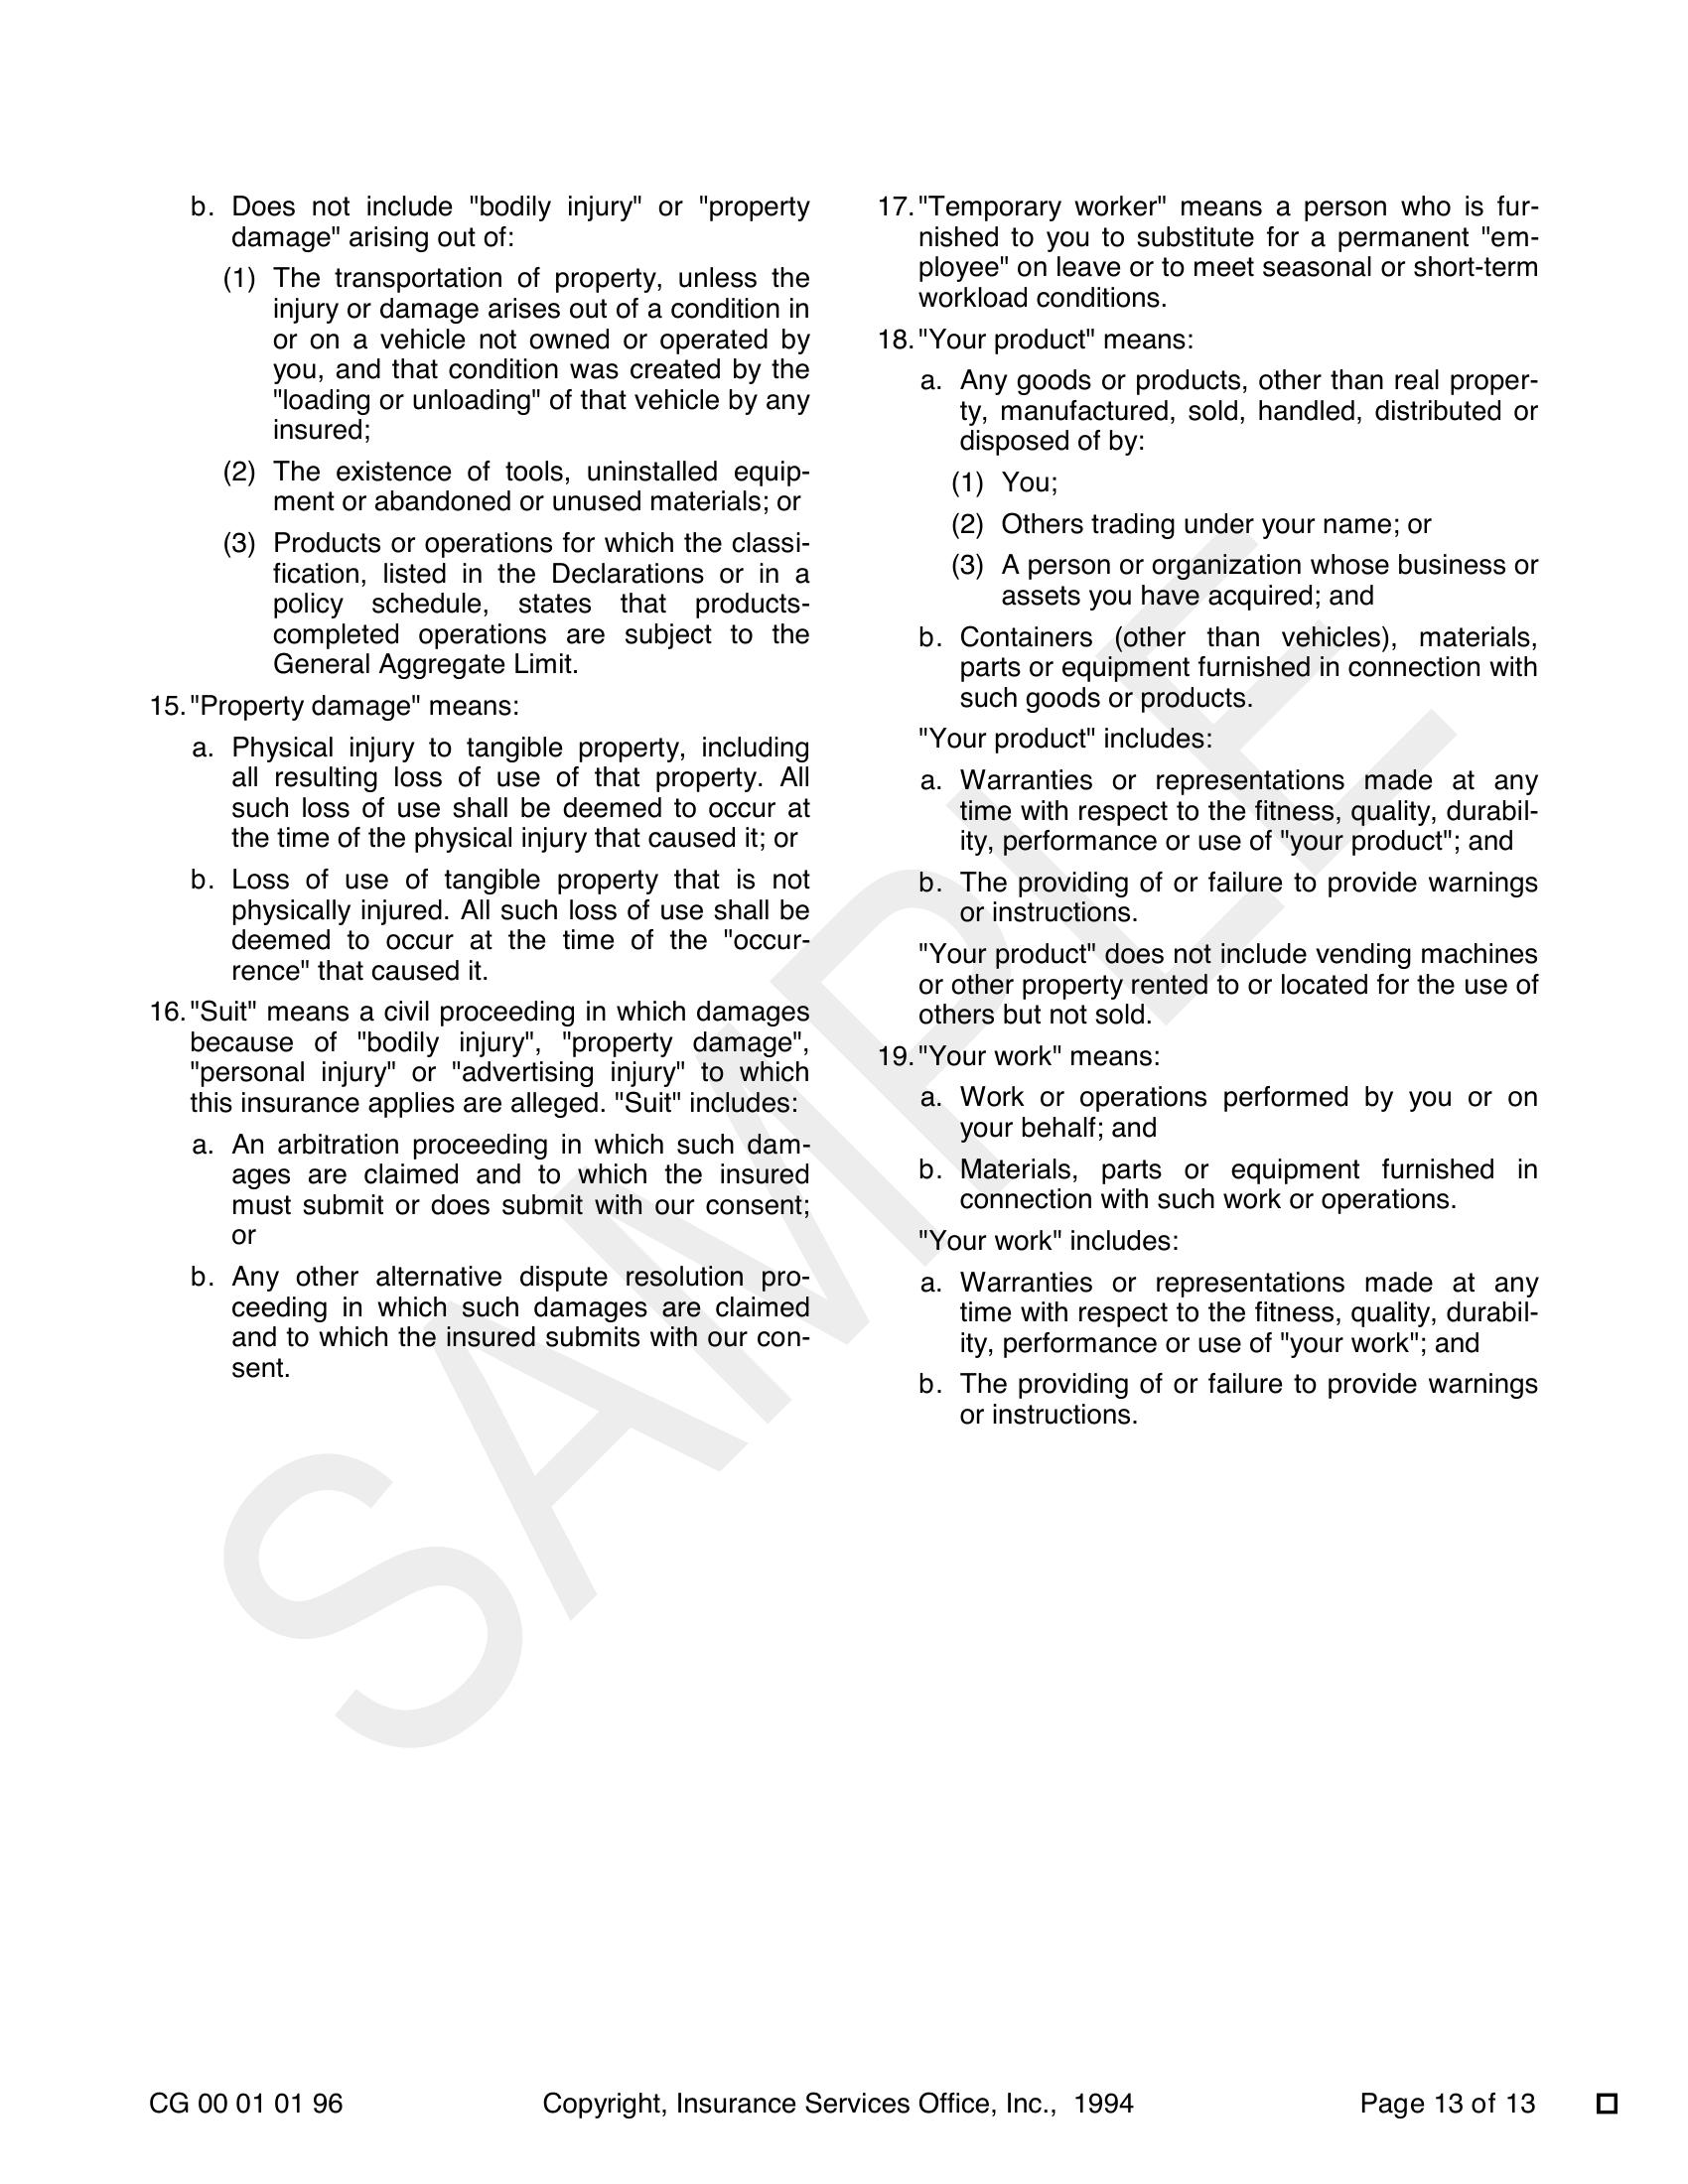 b. Does not include "bodily injury" or "property
damage" arising out of:
(1) The transportation of property, unless the
injury or damage arises out of a condition in
or on a vehicle not owned or operated by
you, and that condition was created by the
"loading or unloading" of that vehicle by any
insured;
(2) The existence of tools, uninstalled equip-
ment or abandoned or unused materials; or
(3) Products or operations for which the classi-
fication, listed in the Declarations or in a
policy schedule, states that products-
completed operations are subject to the
General Aggregate Limit.
15. "Property damage" means:
a. Physical injury to tangible property, including
all resulting loss of use of that property. All
such loss of use shall be deemed to occur at
the time of the physical injury that caused it; or
b. Loss of use of tangible property that is not
physically injured. All such loss of use shall be
deemed to occur at the time of the "occur-
rence" that caused it.
16. "Suit" means a civil proceeding in which damages
because of "bodily injury", "property damage",
"personal injury" or "advertising injury" to which
this insurance applies are alleged. "Suit" includes:
a. An arbitration proceeding in which such dam-
ages are claimed and to which the insured
must submit or does submit with our consent;
or
b. Any other alternative dispute resolution pro-
ceeding in which such damages are claimed
and to which the insured submits with our con-
sent.
17. "Temporary worker" means a person who is fur-
nished to you to substitute for a permanent "em-
ployee" on leave or to meet seasonal or short-term
workload conditions.
18. "Your product" means:
a. Any goods or products, other than real proper-
ty, manufactured, sold, handled, distributed or
disposed of by:
(1) You;
(2) Others trading under your name; or
(3) A person or organization whose business or
assets you have acquired; and
b. Containers (other than vehicles), materials,
parts or equipment furnished in connection with
such goods or products.
"Your product" includes:
a. Warranties or representations made at any
time with respect to the fitness, quality, durabil-
ity, performance or use of "your product"; and
b. The providing of or failure to provide warnings
or instructions.
"Your product" does not include vending machines
or other property rented to or located for the use of
others but not sold.
19. "Your work" means:
a. Work or operations performed by you or on
your behalf; and
b. Materials, parts or equipment furnished in
connection with such work or operations.
"Your work" includes:
a. Warranties or representations made at any
time with respect to the fitness, quality, durabil-
ity, performance or use of "your work"; and
b. The providing of or failure to provide warnings
or instructions.
SAMPLE
CG 00 01 01 96 Copyright, Insurance Services Office, Inc., 1994 Page 13 of 13